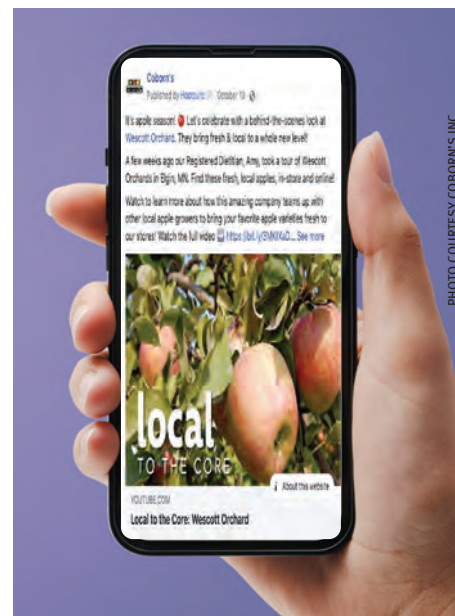 Coborn's
Published by Hootsuite · October 13 ·
It's apple season! 🍎 Let's celebrate with a behind-the-scenes look at
Wescott Orchard. They bring fresh & local to a whole new level!
A few weeks ago our Registered Dietitian, Amy, took a tour of Wescott
Orchards in Elgin, MN. Find these fresh, local apples, in-store and online!
Watch to learn more about how this amazing company teams up with
other local apple growers to bring your favorite apple varieties fresh to
our stores! Watch the full video ... See more
local
TO THE CORE
i About this website
YOUTUBE.COM
Local to the Core: Wescott Orchard
PHOTO COURTESY COBORN'S INC.